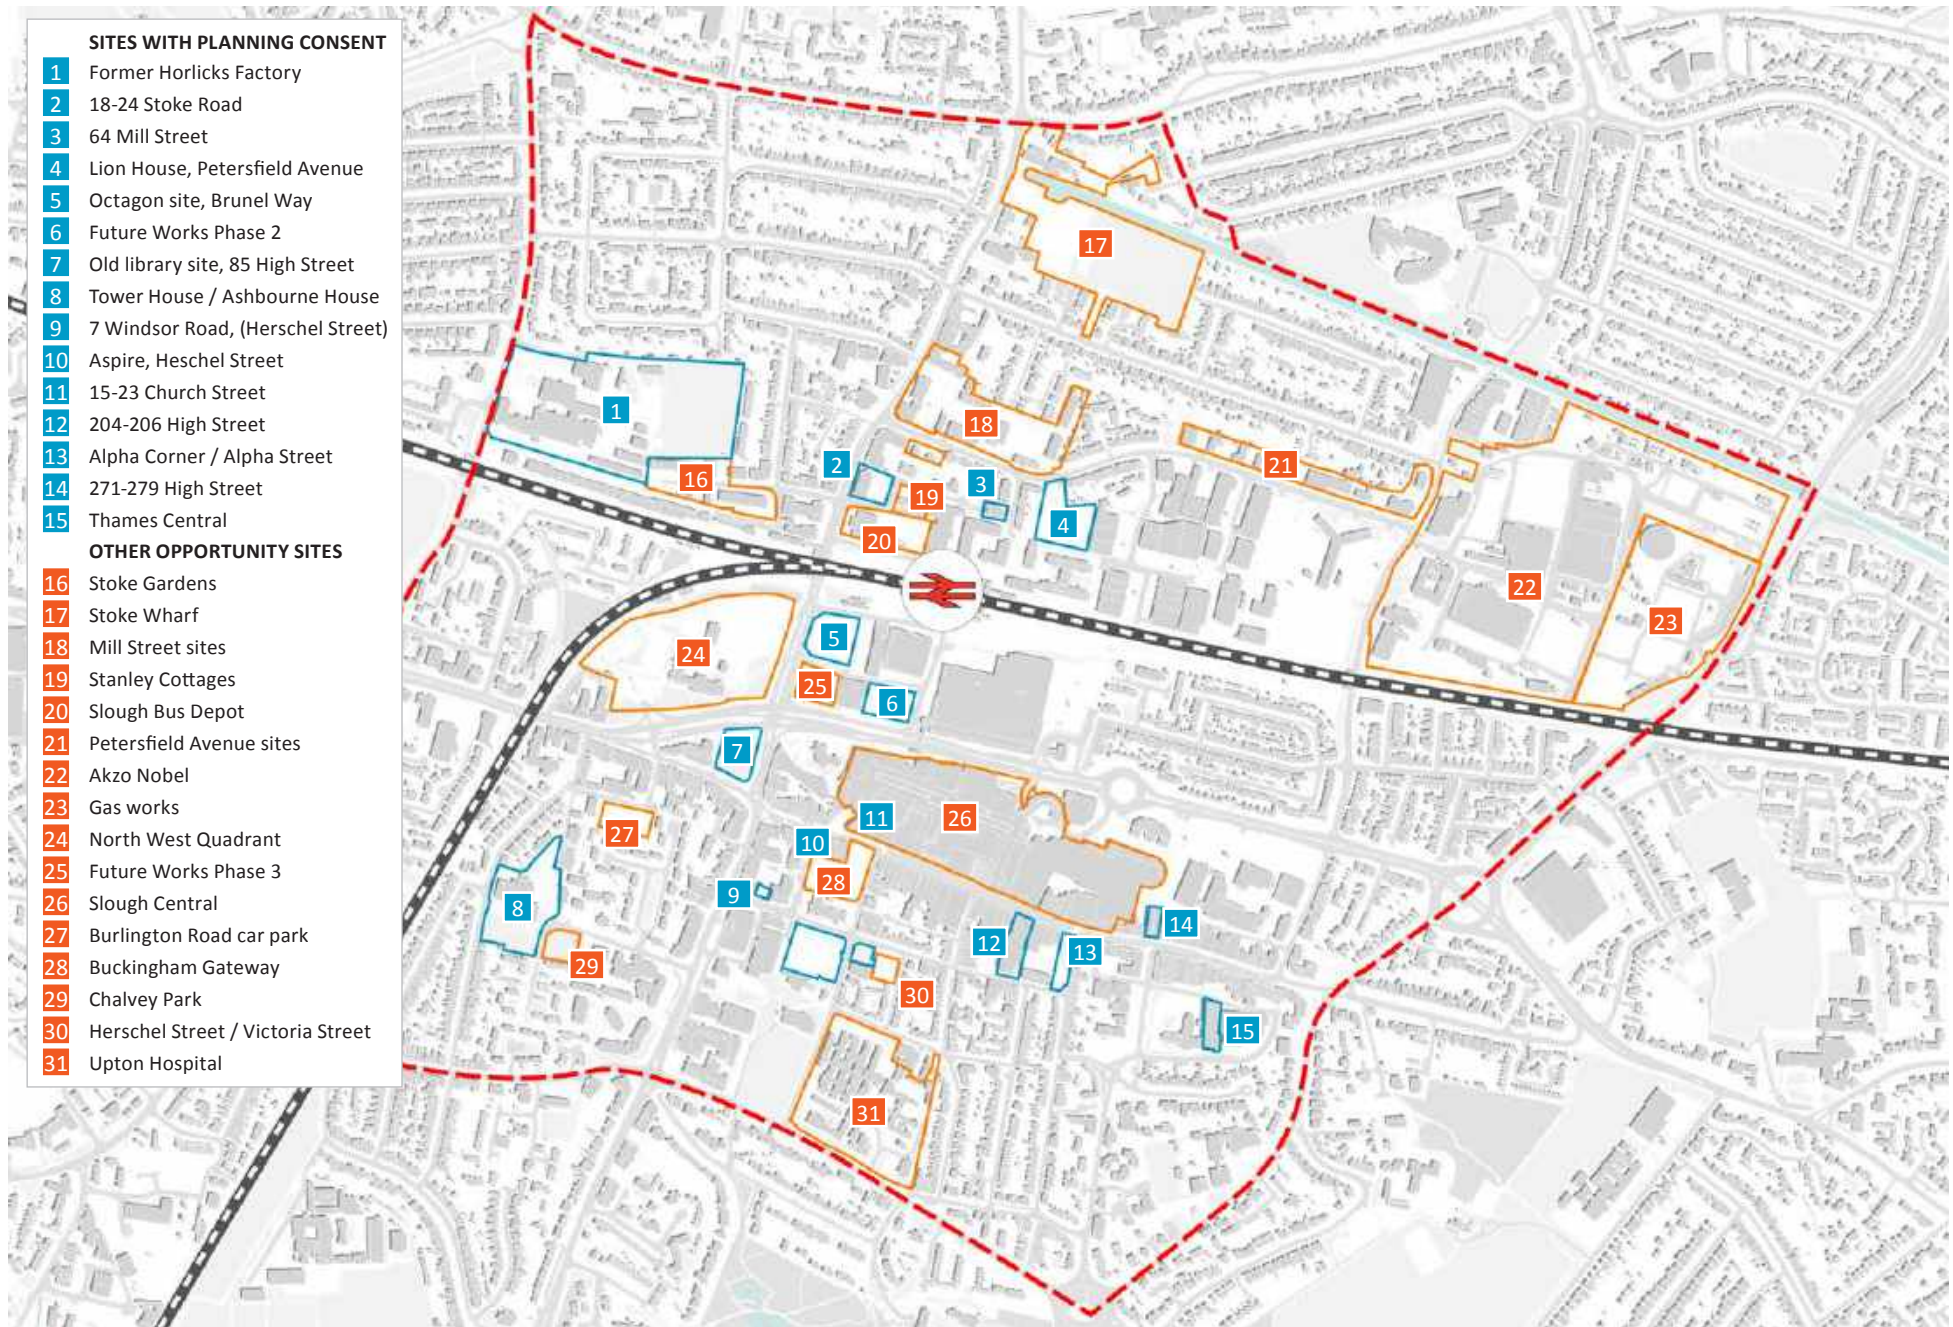 SITES WITH PLANNING CONSENT
1 Former Horlicks Factory
2 18-24 Stoke Road
3 64 Mill Street
4 Lion House, Petersfield Avenue
5 Octagon site, Brunel Way
6 Future Works Phase 2
7 Old library site, 85 High Street
8 Tower House / Ashbourne House
9 7 Windsor Road, (Herschel Street)
10 Aspire, Heschel Street
11 15-23 Church Street
12 204-206 High Street
13 Alpha Corner / Alpha Street
14 271-279 High Street
15 Thames Central
OTHER OPPORTUNITY SITES
16 Stoke Gardens
17 Stoke Wharf
18 Mill Street sites
19 Stanley Cottages
20 Slough Bus Depot
21 Petersfield Avenue sites
22 Akzo Nobel
23 Gas works
24 North West Quadrant
25 Future Works Phase 3
26 Slough Central
27 Burlington Road car park
28 Buckingham Gateway
29 Chalvey Park
30 Herschel Street / Victoria Street
31 Upton Hospital
17
1
18
2
16
21
3
19
4
20
22
23
5
24
25
6
7
11
26
27
10
28
9
8
14
12
13
29
30
15
31